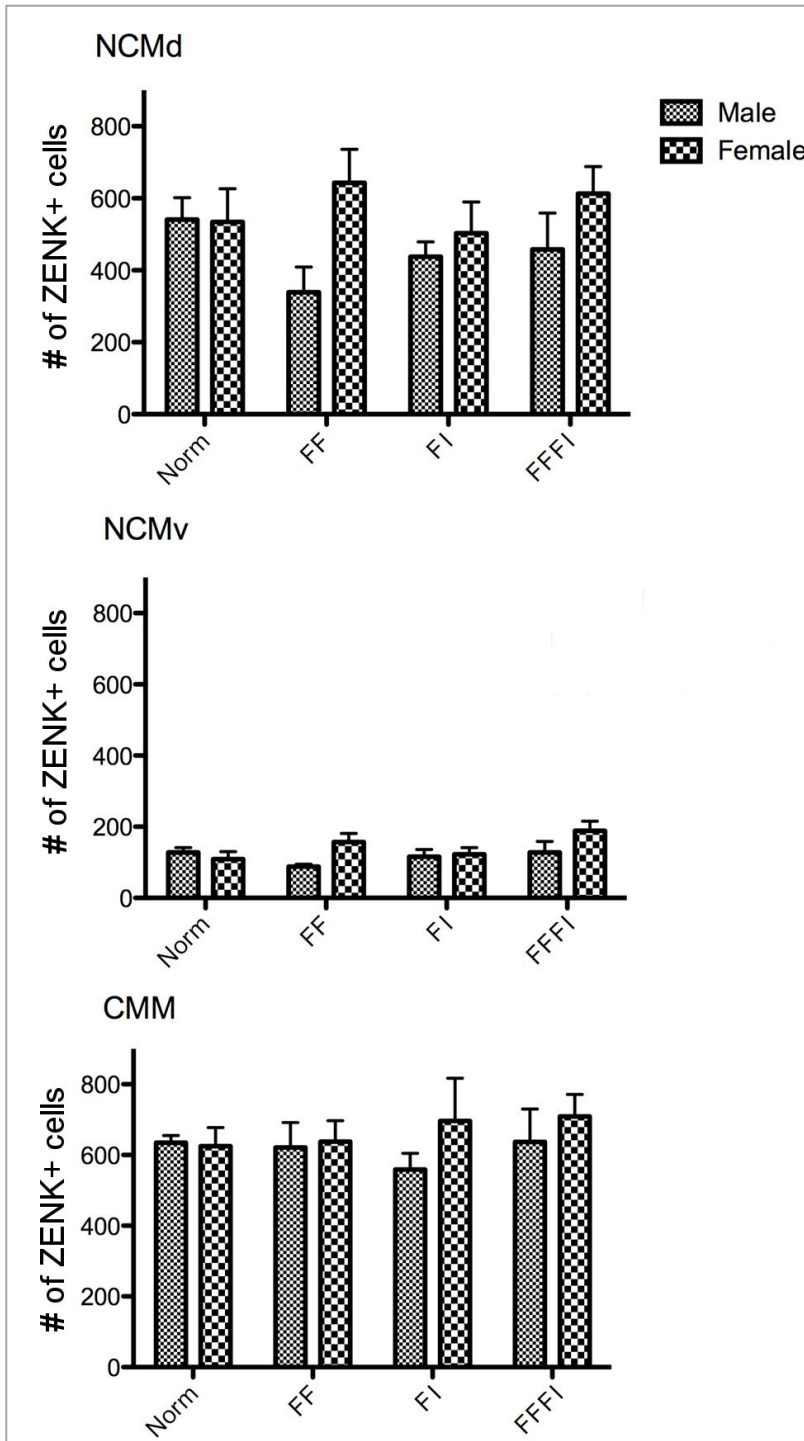 NCMd
Male
Female
# of ZENK+ cells
800
600
400
200
0
Norm
FF
FI
FFFI
NCMv
# of ZENK+ cells
800
600
400
200
0
Norm
FF
FI
FFFI
CMM
# of ZENK+ cells
800
600
400
200
0
Norm
FF
FI
FFFI